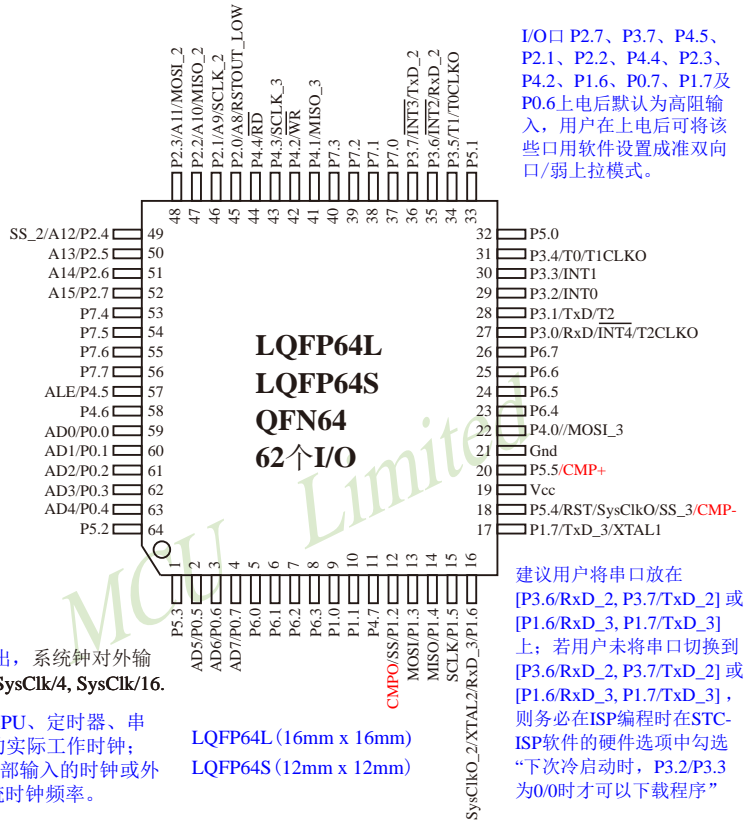 I/O口 P2.7、P3.7、P4.5、
P2.1、P2.2、P4.4、P2.3、
P4.2、P1.6、P0.7、P1.7及
P0.6上电后默认为高阻输
入，用户在上电后可将该
些口用软件设置成准双向
口/弱上拉模式。
P2.3/A11/MOSI_2
P2.2/A10/MISO_2
P2.1/A9/SCLK_2
P2.0/A8/RSTOUT_LOW
P4.4/RD
P4.3/SCLK_3
P4.2/WR
P4.1/MISO_3
P7.3
P7.2
P7.1
P7.0
P3.7/INT3/TxD_2
P3.6/INT2/RxD_2
P3.5/T1/T0CLKO
P5.1
48 47 46 45 44 43 42 41 40 39 38 37 36 35 34 33
SS_2/A12/P2.4 49
A13/P2.5 50
A14/P2.6 51
A15/P2.7 52
P7.4 53
P7.5 54
P7.6 55
P7.7 56
ALE/P4.5 57
P4.6 58
AD0/P0.0 59
AD1/P0.1 60
AD2/P0.2 61
AD3/P0.3 62
AD4/P0.4 63
P5.2 64
LQFP64L
LQFP64S
QFN64
62个I/O
32 P5.0
31 P3.4/T0/T1CLKO
30 P3.3/INT1
29 P3.2/INT0
28 P3.1/TxD/T2
27 P3.0/RxD/INT4/T2CLKO
26 P6.7
25 P6.6
24 P6.5
23 P6.4
22 P4.0//MOSI_3
21 Gnd
20 P5.5/CMP+
19 Vcc
18 P5.4/RST/SysClkO/SS_3/CMP-
17 P1.7/TxD_3/XTAL1
MCU Limited
1 2 3 4 5 6 7 8 9 10 11 12 13 14 15 16
P5.3
AD5/P0.5
AD6/P0.6
AD7/P0.7
P6.0
P6.1
P6.2
P6.3
P1.0
P1.1
P4.7
CMPO/SS/P1.2
MOSI/P1.3
MISO/P1.4
SCLK/P1.5
SysClkO_2/XTAL2/RxD_3/P1.6
出，系统钟对外输
SysClk/4, SysClk/16.
PU、定时器、串
的实际工作时钟；
部输入的时钟或外
统时钟频率。
LQFP64L（16mm x 16mm）
LQFP64S（12mm x 12mm）
建议用户将串口放在
[P3.6/RxD_2, P3.7/TxD_2] 或
[P1.6/RxD_3, P1.7/TxD_3]
上；若用户未将串口切换到
[P3.6/RxD_2, P3.7/TxD_2] 或
[P1.6/RxD_3, P1.7/TxD_3] ，
则务必在ISP编程时在STC-
ISP软件的硬件选项中勾选
“下次冷启动时，P3.2/P3.3
为0/0时才可以下载程序”